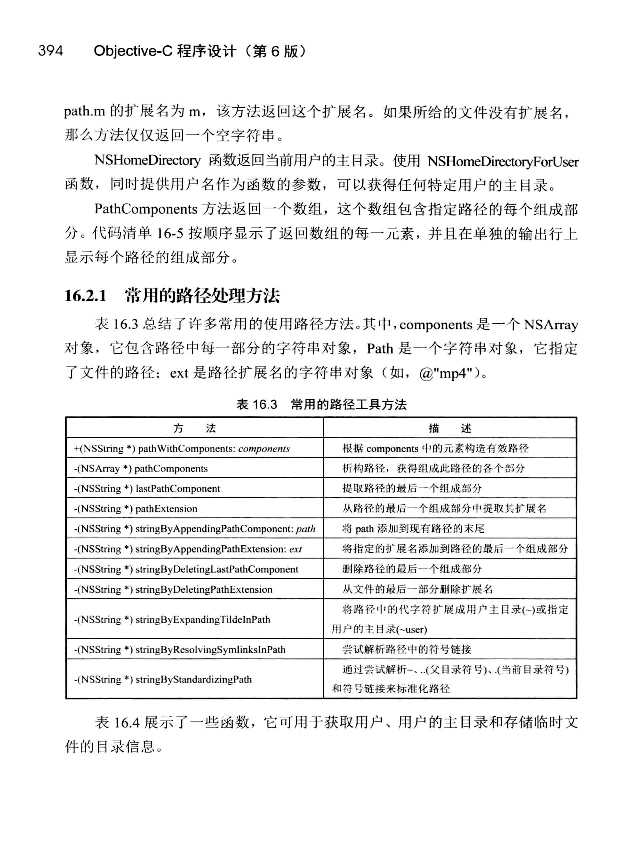 394 Objective-C 程序设计（第 6 版）
path.m 的扩展名为 m，该方法返回这个扩展名。如果所给的文件没有扩展名，
那么方法仅仅返回一个空字符串。
NSHomeDirectory 函数返回当前用户的主目录。使用 NSHomeDirectoryForUser
函数，同时提供用户名作为函数的参数，可以获得任何特定用户的主目录。
PathComponents 方法返回一个数组，这个数组包含指定路径的每个组成部
分。代码清单 16-5 按顺序显示了返回数组的每一元素，并且在单独的输出行上
显示每个路径的组成部分。
16.2.1 常用的路径处理方法
表 16.3 总结了许多常用的使用路径方法。其中，components 是一个 NSArray
对象，它包含路径中每一部分的字符串对象，Path 是一个字符串对象，它指定
了文件的路径；ext 是路径扩展名的字符串对象（如，@"mp4"）。
表 16.3 常用的路径工具方法
方 法 描 述
+(NSString *) pathWithComponents: components 根据 components 中的元素构造有效路径
-(NSArray *) pathComponents 析构路径，获得组成此路径的各个部分
-(NSString *) lastPathComponent 提取路径的最后一个组成部分
-(NSString *) pathExtension 从路径的最后一个组成部分中提取其扩展名
-(NSString *) stringByAppendingPathComponent: path 将 path 添加到现有路径的末尾
-(NSString *) stringByAppendingPathExtension: ext 将指定的扩展名添加到路径的最后一个组成部分
-(NSString *) stringByDeletingLastPathComponent 删除路径的最后一个组成部分
-(NSString *) stringByDeletingPathExtension 从文件的最后一部分删除扩展名
-(NSString *) stringByExpandingTildeInPath 将路径中的代字符扩展成用户主目录(~)或指定
用户的主目录(~user)
-(NSString *) stringByResolvingSymlinksInPath 尝试解析路径中的符号链接
-(NSString *) stringByStandardizingPath 通过尝试解析~、..(父目录符号)、.(当前目录符号)
和符号链接来标准化路径
表 16.4 展示了一些函数，它可用于获取用户、用户的主目录和存储临时文
件的目录信息。